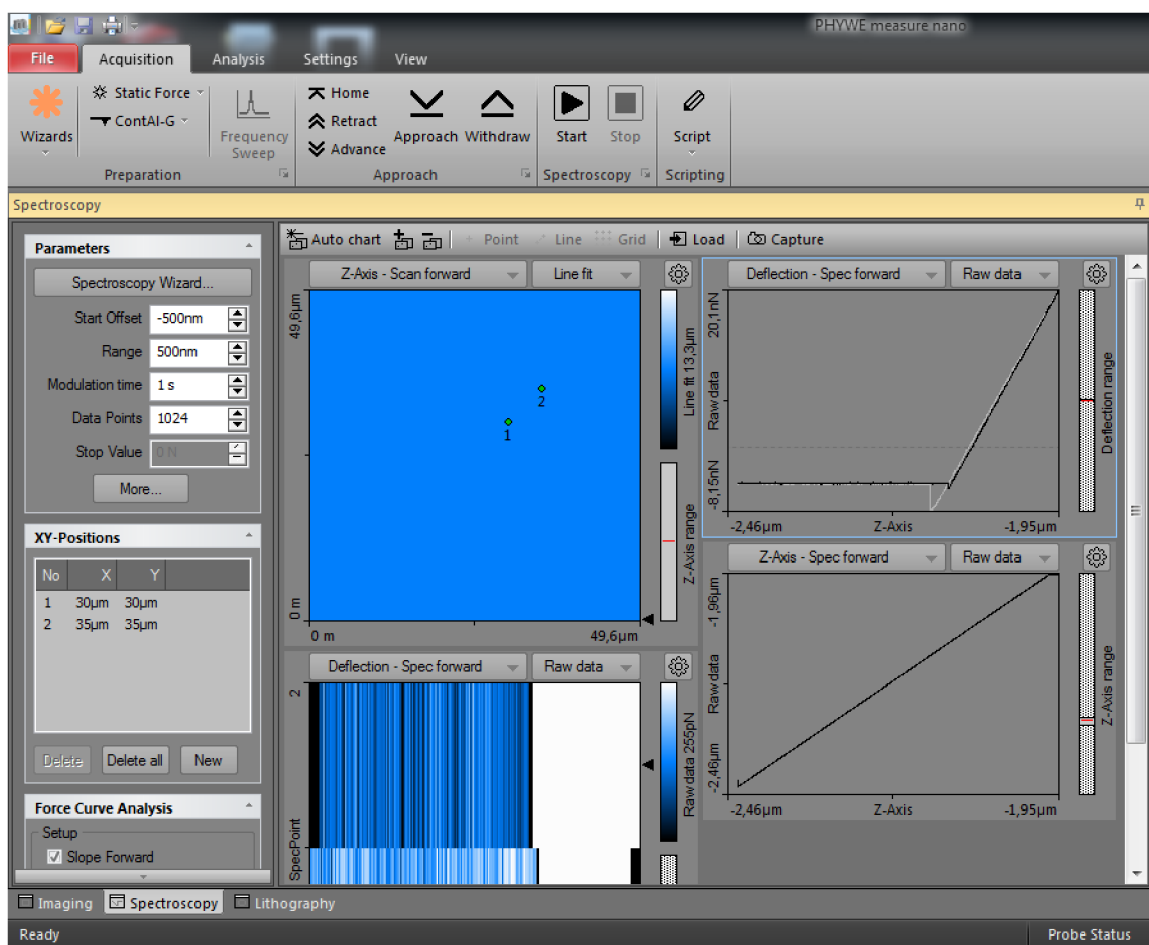 PHYWE measure nano
File Acquisition Analysis Settings View
Wizards
Static Force
ContAl-G
Frequency Sweep
Preparation
Home
Retract
Advance
Approach Withdraw
Approach
Start Stop
Spectroscopy
Script
Scripting
Spectroscopy
Parameters
Spectroscopy Wizard...
Start Offset -500nm
Range 500nm
Modulation time 1 s
Data Points 1024
Stop Value 0 N
More...
XY-Positions
No X Y
1 30µm 30µm
2 35µm 35µm
Delete Delete all New
Force Curve Analysis
Setup
Slope Forward
Auto chart Point Line Grid Load Capture
Z-Axis - Scan forward Line fit
49,6µm
0 m
1
2
0 m 49,6µm
Line fit 13,3µm
Z-Axis range
Deflection - Spec forward Raw data
20,1nN
Raw data
-8,15nN
-2,46µm Z-Axis -1,95µm
Deflection range
Deflection - Spec forward Raw data
2
SpecPoint
Raw data 255pN
Z-Axis - Spec forward Raw data
-1,96µm
Raw data
-2,46µm
-2,46µm Z-Axis -1,95µm
Z-Axis range
Imaging Spectroscopy Lithography
Ready Probe Status